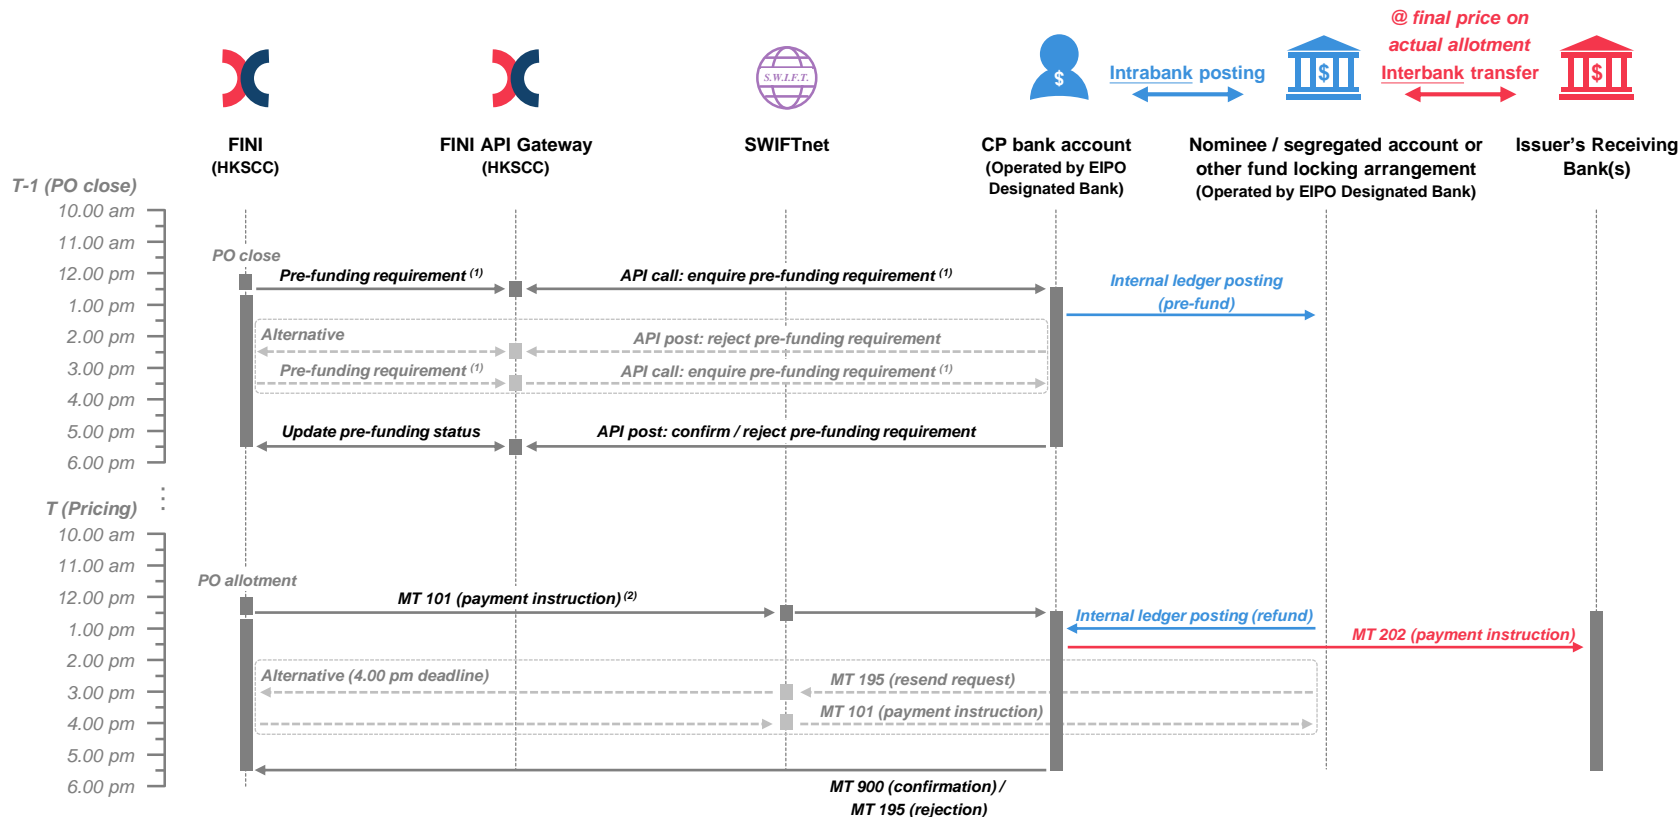 @ final price on
actual allotment
Intrabank posting
Interbank transfer
S.W.I.F.T.
$
$
$
FINI
(HKSCC)
FINI API Gateway
(HKSCC)
SWIFTnet
CP bank account
(Operated by EIPO
Designated Bank)
Nominee / segregated account or
other fund locking arrangement
(Operated by EIPO Designated Bank)
Issuer's Receiving
Bank(s)
T-1 (PO close)
10.00 am
11.00 am
12.00 pm
1.00 pm
2.00 pm
3.00 pm
4.00 pm
5.00 pm
6.00 pm
PO close
Pre-funding requirement (1)
API call: enquire pre-funding requirement (1)
Internal ledger posting
(pre-fund)
Alternative
API post: reject pre-funding requirement
Pre-funding requirement (1)
API call: enquire pre-funding requirement (1)
Update pre-funding status
API post: confirm / reject pre-funding requirement
T (Pricing)
10.00 am
11.00 am
12.00 pm
1.00 pm
2.00 pm
3.00 pm
4.00 pm
5.00 pm
6.00 pm
PO allotment
MT 101 (payment instruction) (2)
Internal ledger posting (refund)
MT 202 (payment instruction)
Alternative (4.00 pm deadline)
MT 195 (resend request)
MT 101 (payment instruction)
MT 900 (confirmation) /
MT 195 (rejection)